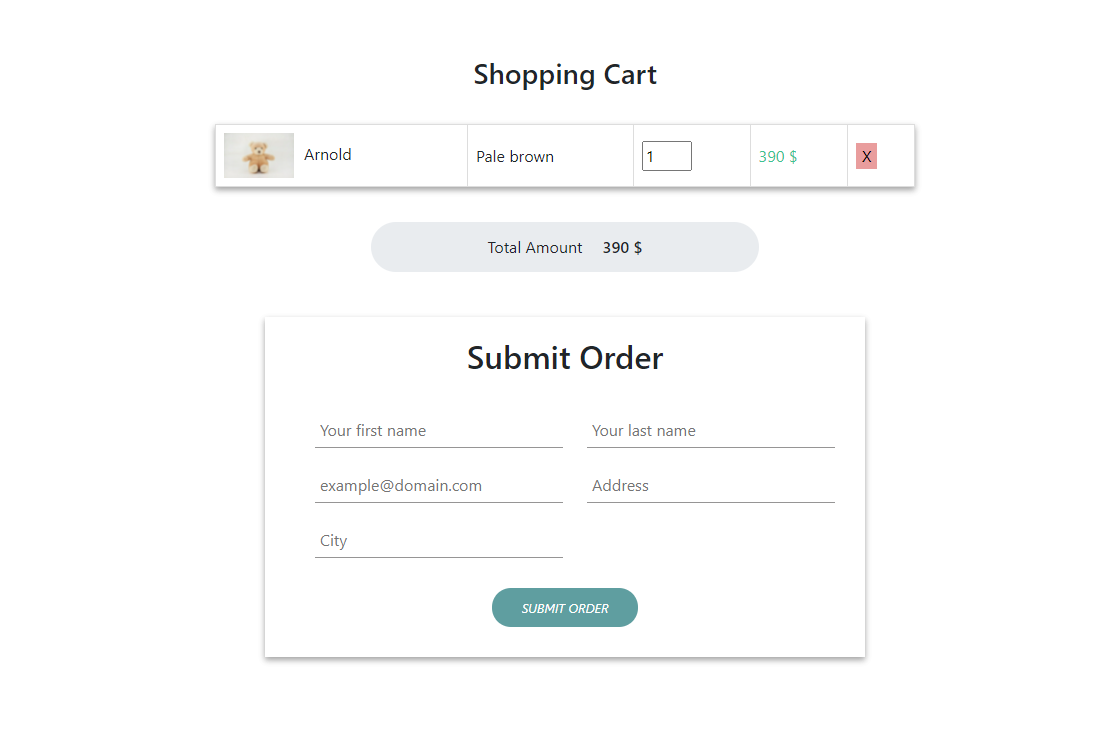 Shopping Cart
Arnold Pale brown 1 390 $ X
Total Amount 390 $
Submit Order
Your first name Your last name
example@domain.com Address
City
SUBMIT ORDER